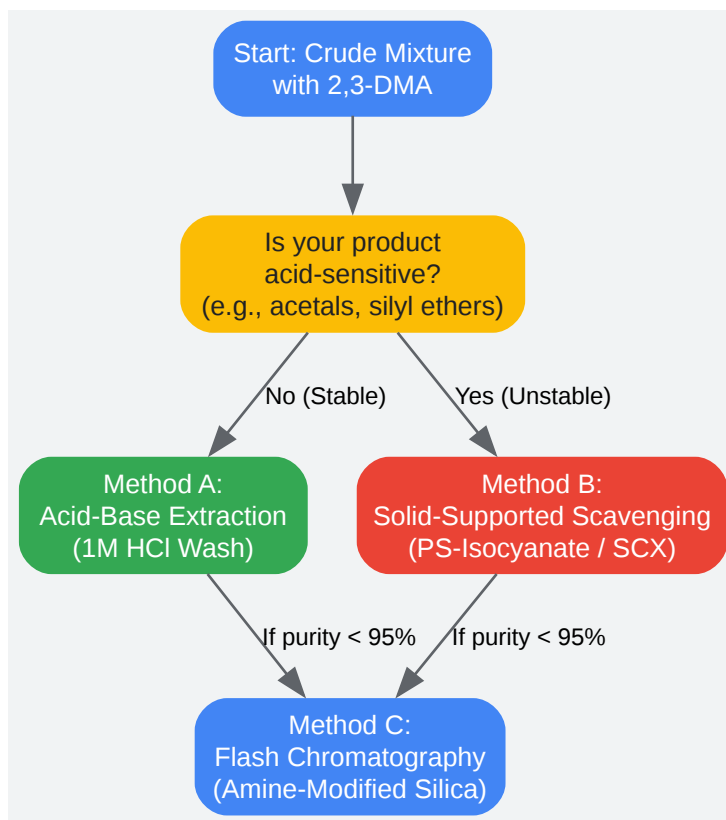 Start: Crude Mixture
with 2,3-DMA
Is your product
acid-sensitive?
(e.g., acetals, silyl ethers)
No (Stable)
Yes (Unstable)
Method A:
Acid-Base Extraction
(1M HCl Wash)
Method B:
Solid-Supported Scavenging
(PS-Isocyanate / SCX)
If purity < 95%
If purity < 95%
Method C:
Flash Chromatography
(Amine-Modified Silica)